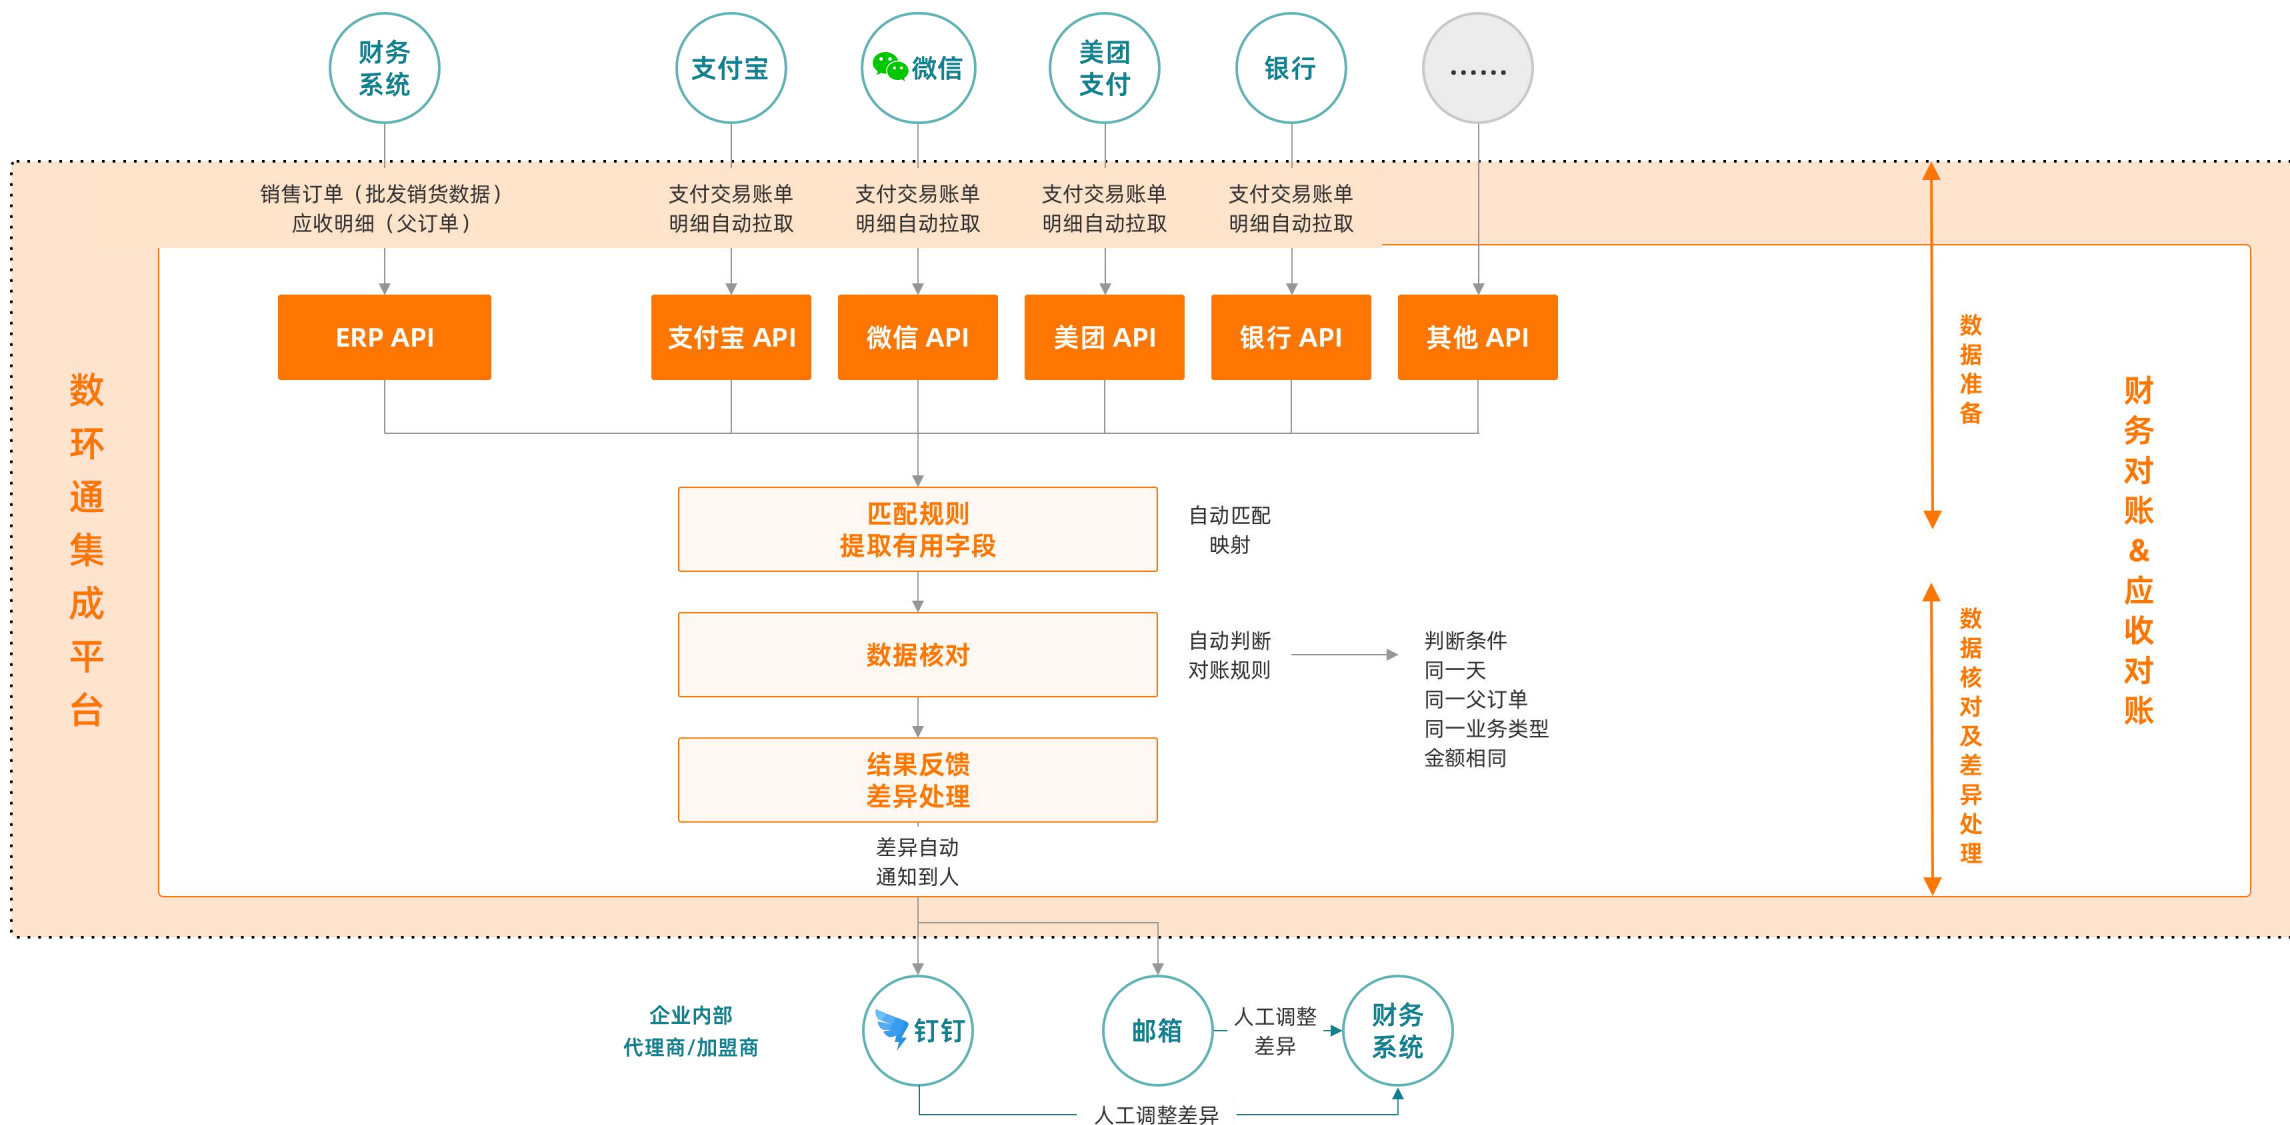 财务
系统
支付宝
微信
美团
支付
银行
......
销售订单（批发销货数据）
应收明细（父订单）
支付交易账单
明细自动拉取
支付交易账单
明细自动拉取
支付交易账单
明细自动拉取
支付交易账单
明细自动拉取
ERP API
支付宝 API
微信 API
美团 API
银行 API
其他 API
数环通集成平台
数据准备
财务对账&应收对账
匹配规则
提取有用字段
自动匹配
映射
数据核对
自动判断
对账规则
判断条件
同一天
同一父订单
同一业务类型
金额相同
数据核对及差异处理
结果反馈
差异处理
差异自动
通知到人
企业内部
代理商/加盟商
钉钉
邮箱
人工调整
差异
财务
系统
人工调整差异